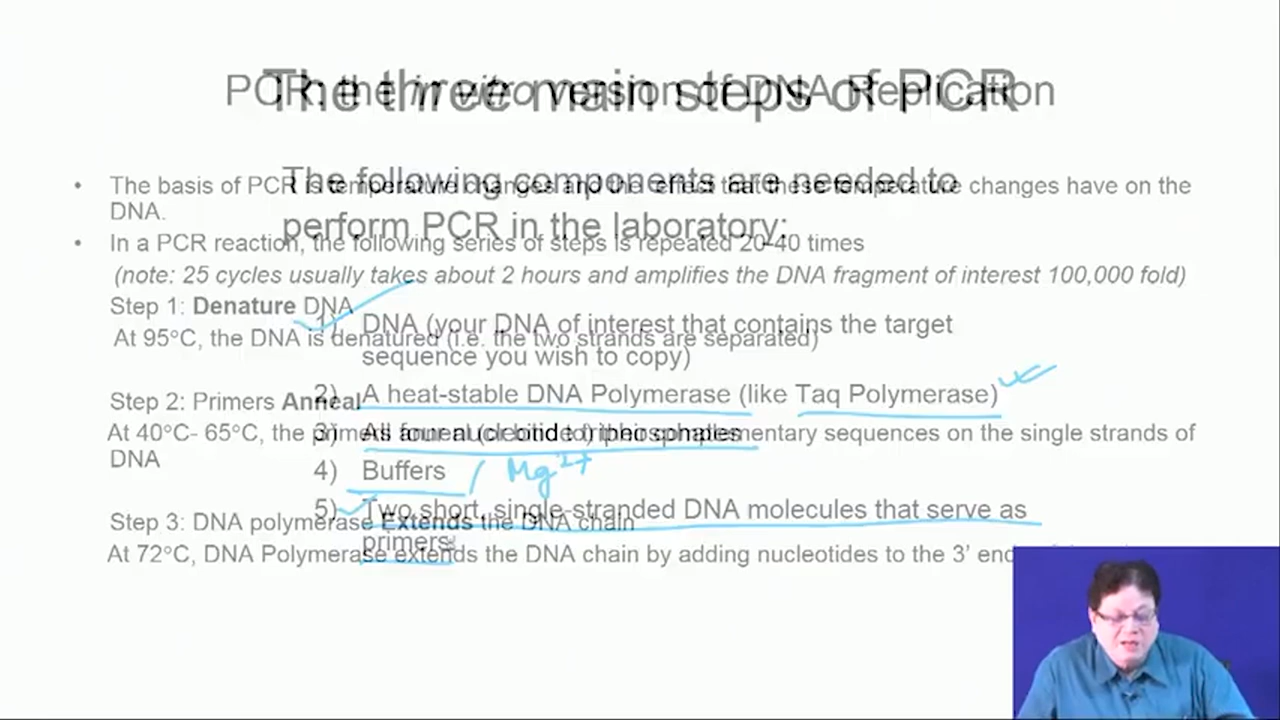 The three main steps of PCR
PCR: the in vitro version of DNA Replication
The following components are needed to
• The basis of PCR is temperature changes and the effect that these temperature changes have on the
DNA.
perform PCR in the laboratory:
• In a PCR reaction, the following series of steps is repeated 20-40 times
(note: 25 cycles usually takes about 2 hours and amplifies the DNA fragment of interest 100,000 fold)
Step 1: Denature DNA
1) DNA (your DNA of interest that contains the target
At 95°C, the DNA is denatured (i.e. the two strands are separated)
sequence you wish to copy)
2) A heat-stable DNA Polymerase (like Taq Polymerase)
Step 2: Primers Anneal
3) All four nucleotide triphosphates
At 40°C- 65°C, the primers anneal (or bind to) their complementary sequences on the single strands of
DNA
4) Buffers / Mg2+
5) Two short, single-stranded DNA molecules that serve as
Step 3: DNA polymerase Extends the DNA chain
primers
At 72°C, DNA Polymerase extends the DNA chain by adding nucleotides to the 3'